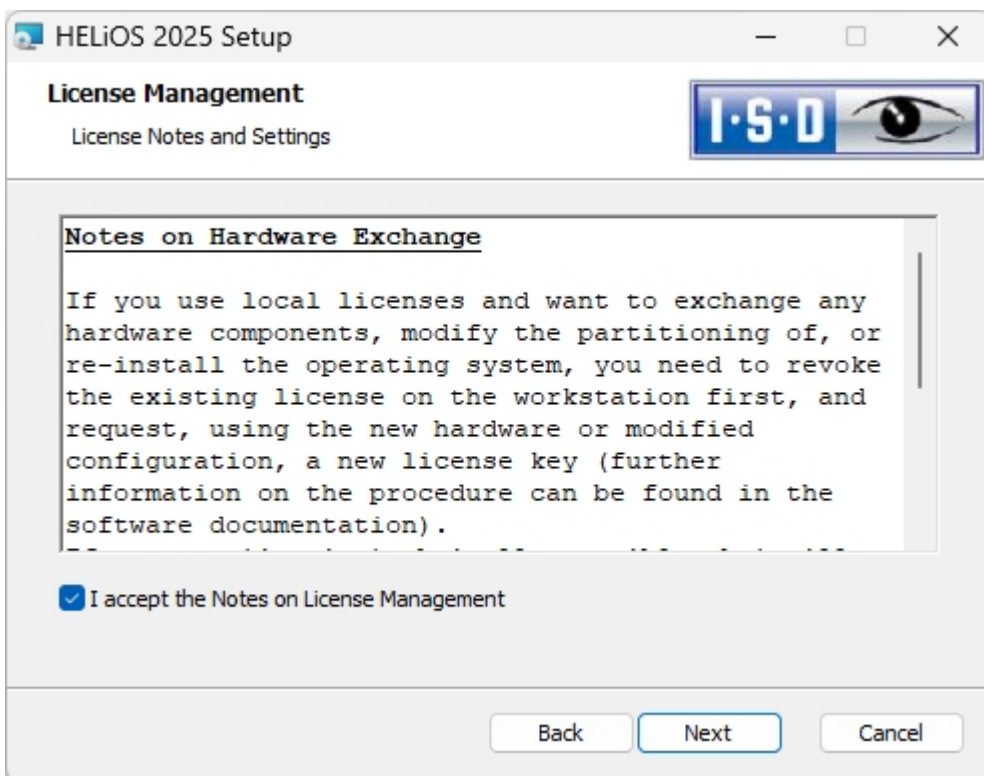 HELiOS 2025 Setup
License Management
License Notes and Settings
I·S·D
Notes on Hardware Exchange
If you use local licenses and want to exchange any
hardware components, modify the partitioning of, or
re-install the operating system, you need to revoke
the existing license on the workstation first, and
request, using the new hardware or modified
configuration, a new license key (further
information on the procedure can be found in the
software documentation).
I accept the Notes on License Management
Back
Next
Cancel